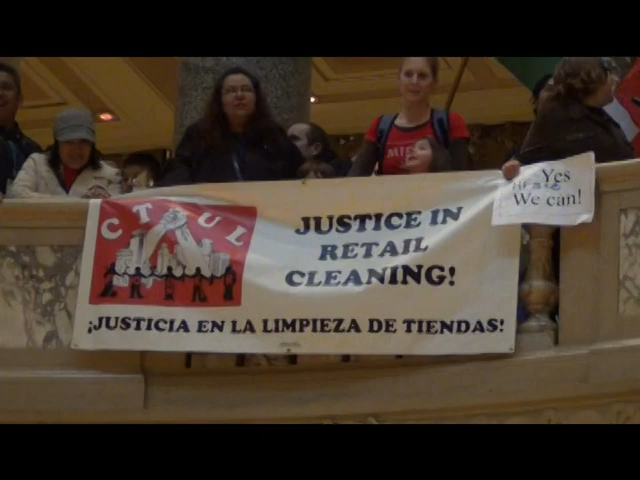 CTUL
JUSTICE IN
RETAIL
CLEANING!
¡JUSTICIA EN LA LIMPIEZA DE TIENDAS!
Yes
We can!